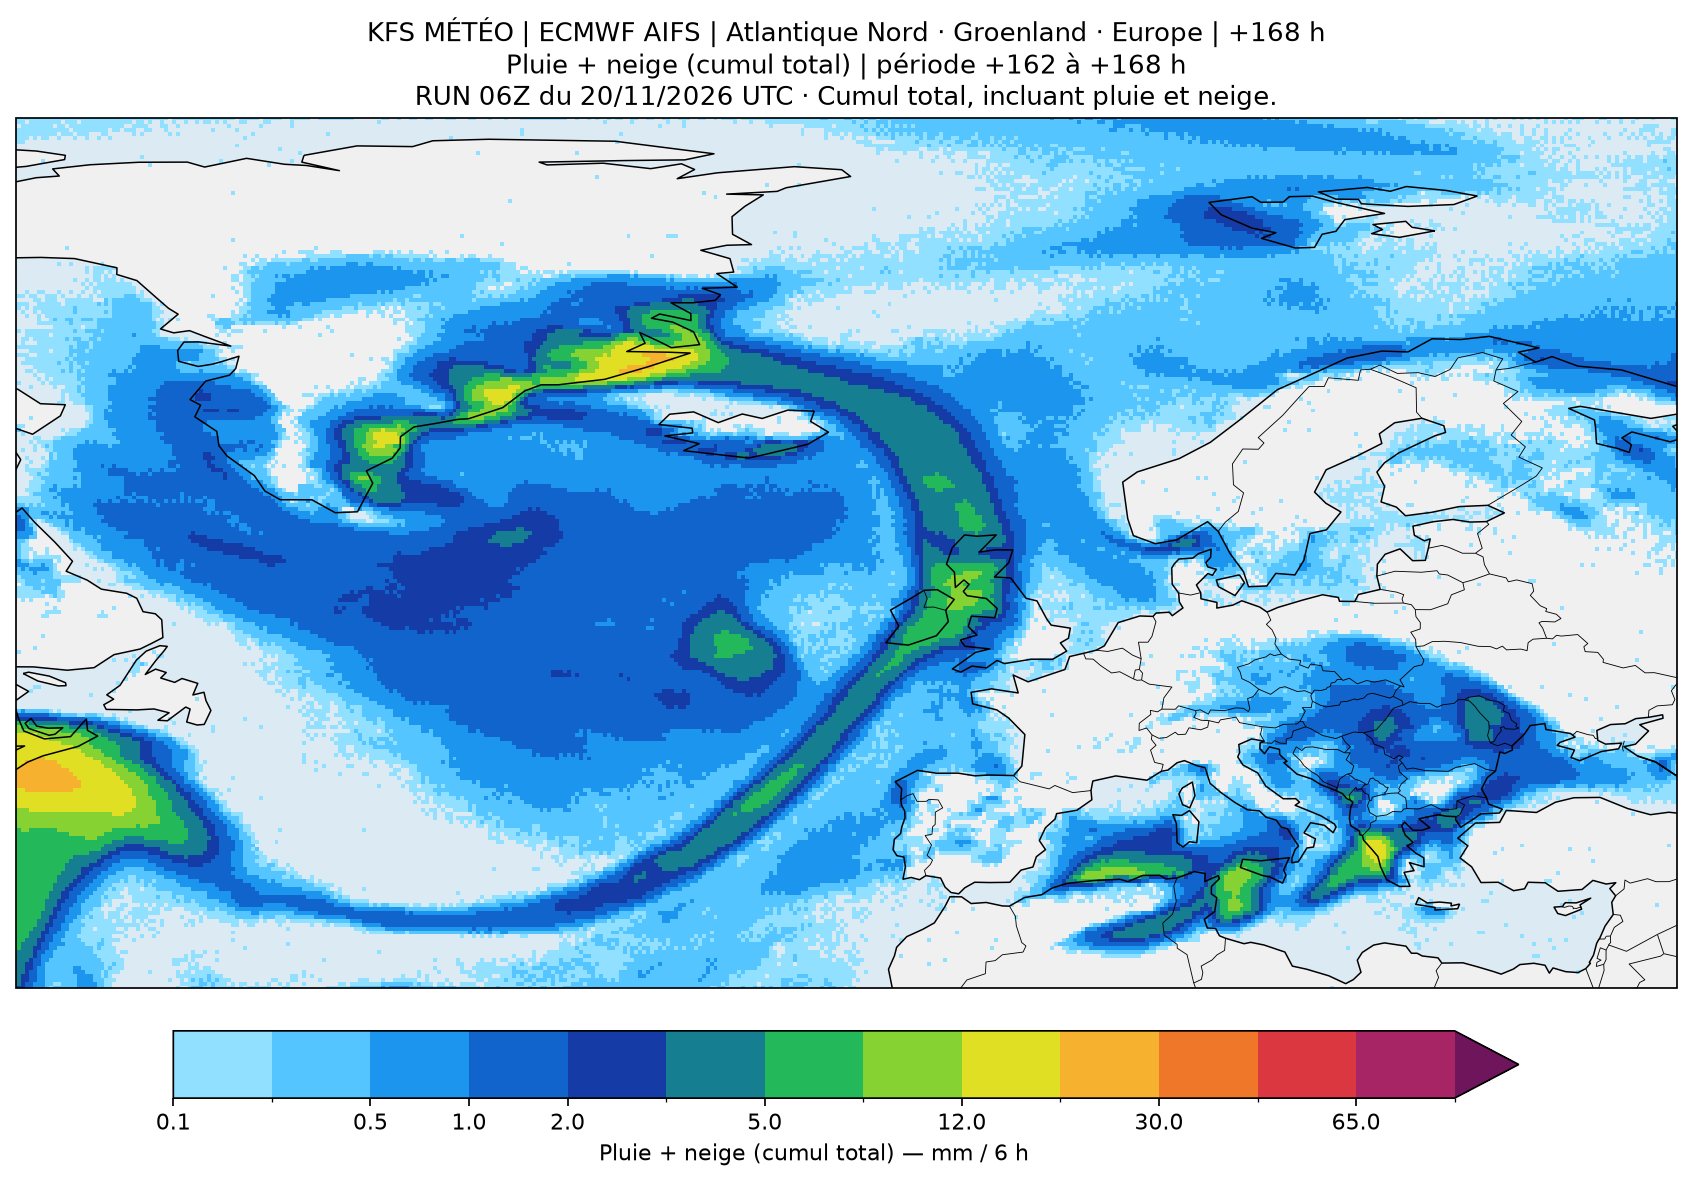 KFS MÉTÉO | ECMWF AIFS | Atlantique Nord · Groenland · Europe | +168 h
Pluie + neige (cumul total) | période +162 à +168 h
RUN 06Z du 20/11/2026 UTC · Cumul total, incluant pluie et neige.
0.1 0.5 1.0 2.0 5.0 12.0 30.0 65.0
Pluie + neige (cumul total) — mm / 6 h